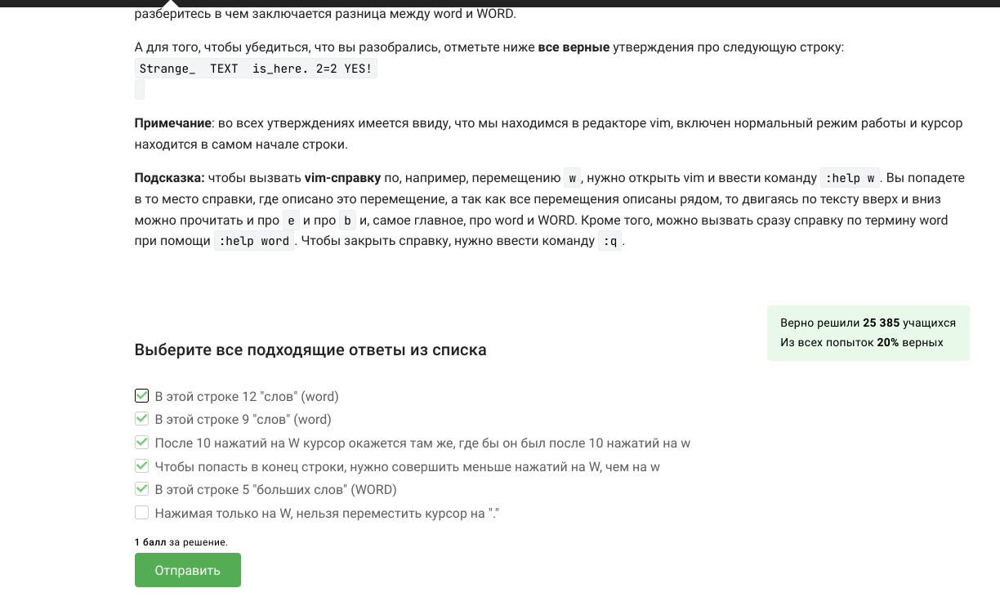 разберитесь в чем заключается разница между word и WORD.
А для того, чтобы убедиться, что вы разобрались, отметьте ниже все верные утверждения про следующую строку:
Strange_  TEXT  is_here. 2=2 YES!
Примечание: во всех утверждениях имеется ввиду, что мы находимся в редакторе vim, включен нормальный режим работы и курсор
находится в самом начале строки.
Подсказка: чтобы вызвать vim-справку по, например, перемещению w, нужно открыть vim и ввести команду :help w. Вы попадете
в то место справки, где описано это перемещение, а так как все перемещения описаны рядом, то двигаясь по тексту вверх и вниз
можно прочитать и про e и про b и, самое главное, про word и WORD. Кроме того, можно вызвать сразу справку по термину word
при помощи :help word. Чтобы закрыть справку, нужно ввести команду :q.
Верно решили 25 385 учащихся
Из всех попыток 20% верных
Выберите все подходящие ответы из списка
В этой строке 12 "слов" (word)
В этой строке 9 "слов" (word)
После 10 нажатий на W курсор окажется там же, где бы он был после 10 нажатий на w
Чтобы попасть в конец строки, нужно совершить меньше нажатий на W, чем на w
В этой строке 5 "больших слов" (WORD)
Нажимая только на W, нельзя переместить курсор на "."
1 балл за решение.
Отправить